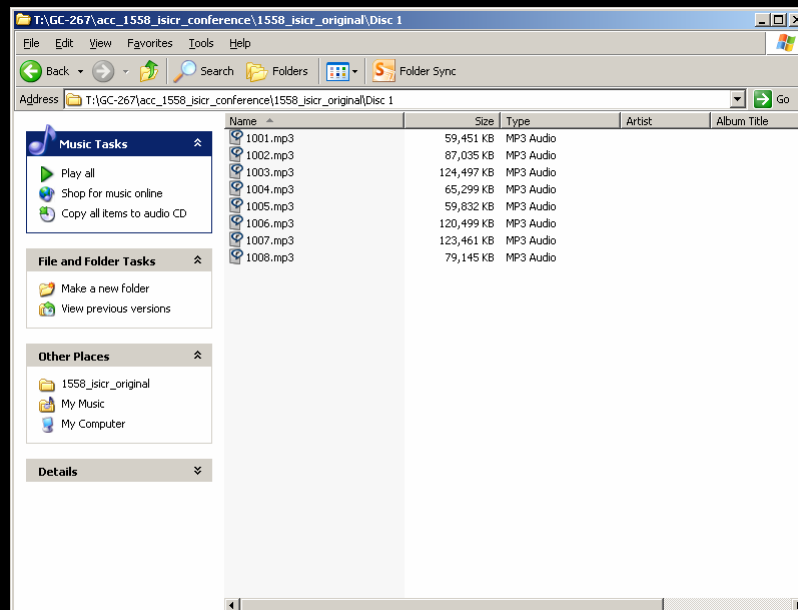 T:\GC-267\acc_1558_isicr_conference\1558_isicr_original\Disc 1
File Edit View Favorites Tools Help
Back Search Folders Folder Sync
Address T:\GC-267\acc_1558_isicr_conference\1558_isicr_original\Disc 1 Go
Music Tasks
Play all
Shop for music online
Copy all items to audio CD
File and Folder Tasks
Make a new folder
View previous versions
Other Places
1558_isicr_original
My Music
My Computer
Details
Name Size Type Artist Album Title
1001.mp3 59,451 KB MP3 Audio
1002.mp3 87,035 KB MP3 Audio
1003.mp3 124,497 KB MP3 Audio
1004.mp3 65,299 KB MP3 Audio
1005.mp3 59,832 KB MP3 Audio
1006.mp3 120,499 KB MP3 Audio
1007.mp3 123,461 KB MP3 Audio
1008.mp3 79,145 KB MP3 Audio